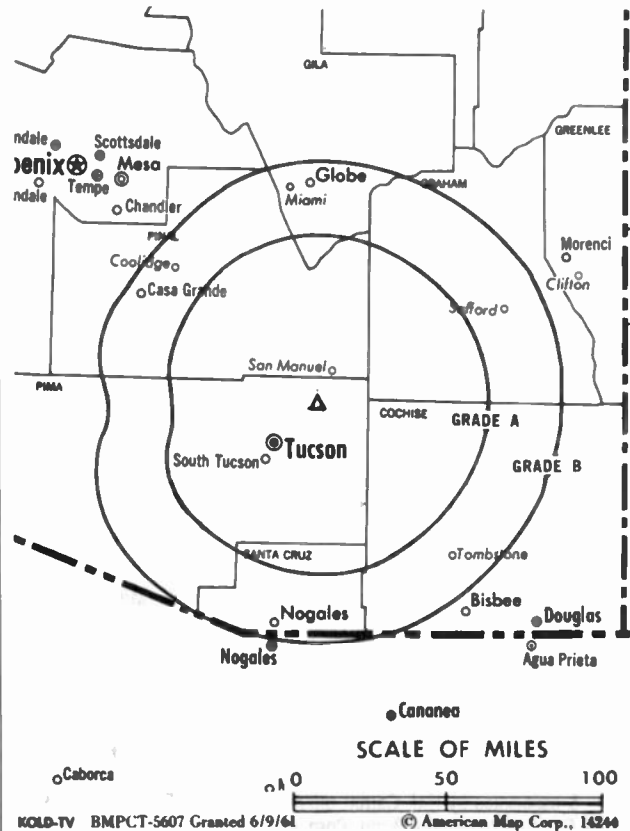 GILA
GREENLEE
ndale
Scottsdale
oenix
Mesa
Tempe
ndale
Chandler
Globe
Miami
GRAHAM
PINAL
Morenci
Coolidge
Clifton
Casa Grande
Safford
San Manuel
PIMA
COCHISE
GRADE A
Tucson
South Tucson
GRADE B
SANTA CRUZ
Tombstone
Nogales
Bisbee
Douglas
Nogales
Agua Prieta
Cananea
SCALE OF MILES
Caborca
A
0 50 100
KOLD-TV BMPCT-5607 Granted 6/9/61 © American Map Corp., 14244